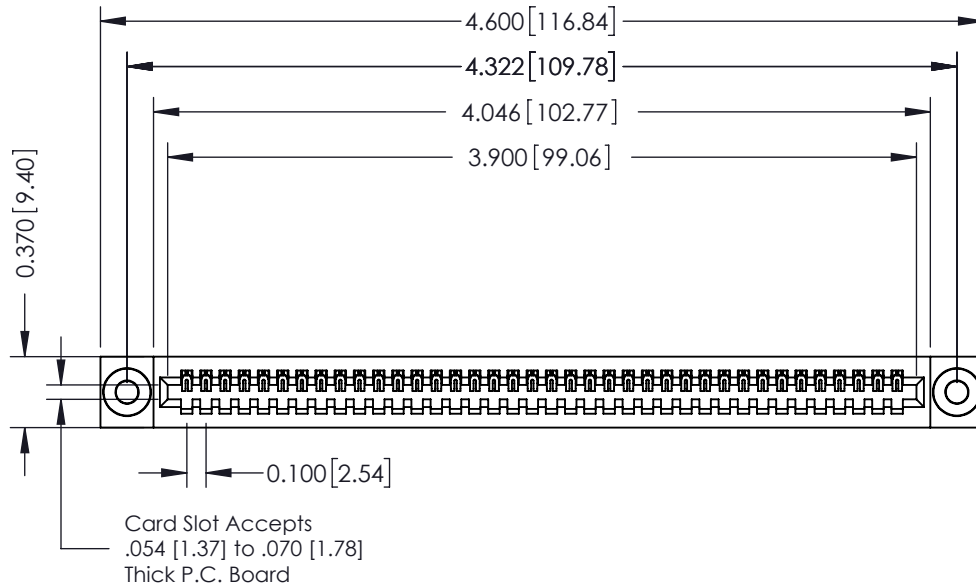 4.600 [116.84]
4.322 [109.78]
4.046 [102.77]
3.900 [99.06]
0.370 [9.40]
0.100 [2.54]
Card Slot Accepts
.054 [1.37] to .070 [1.78]
Thick P.C. Board